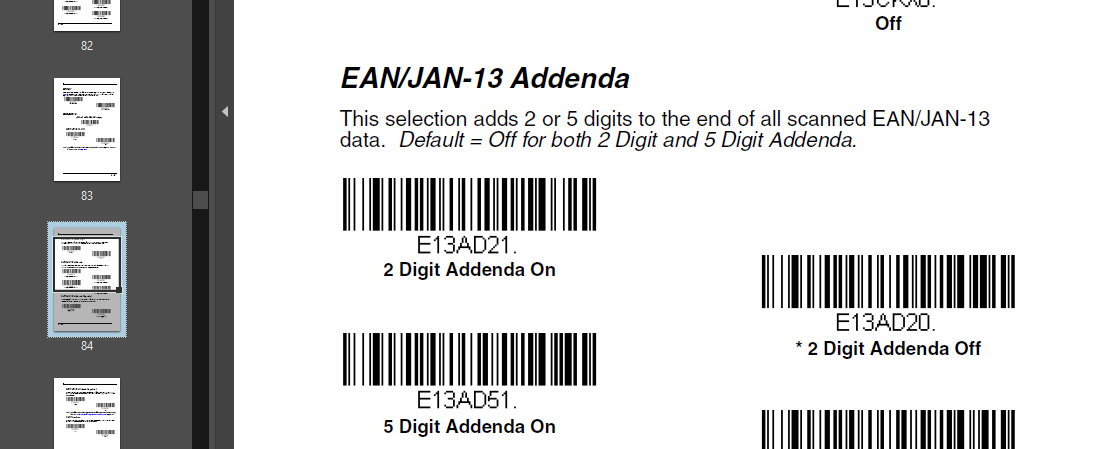 82
83
84
Off
EAN/JAN-13 Addenda
This selection adds 2 or 5 digits to the end of all scanned EAN/JAN-13
data.  Default = Off for both 2 Digit and 5 Digit Addenda.
E13AD21.
2 Digit Addenda On
E13AD20.
* 2 Digit Addenda Off
E13AD51.
5 Digit Addenda On